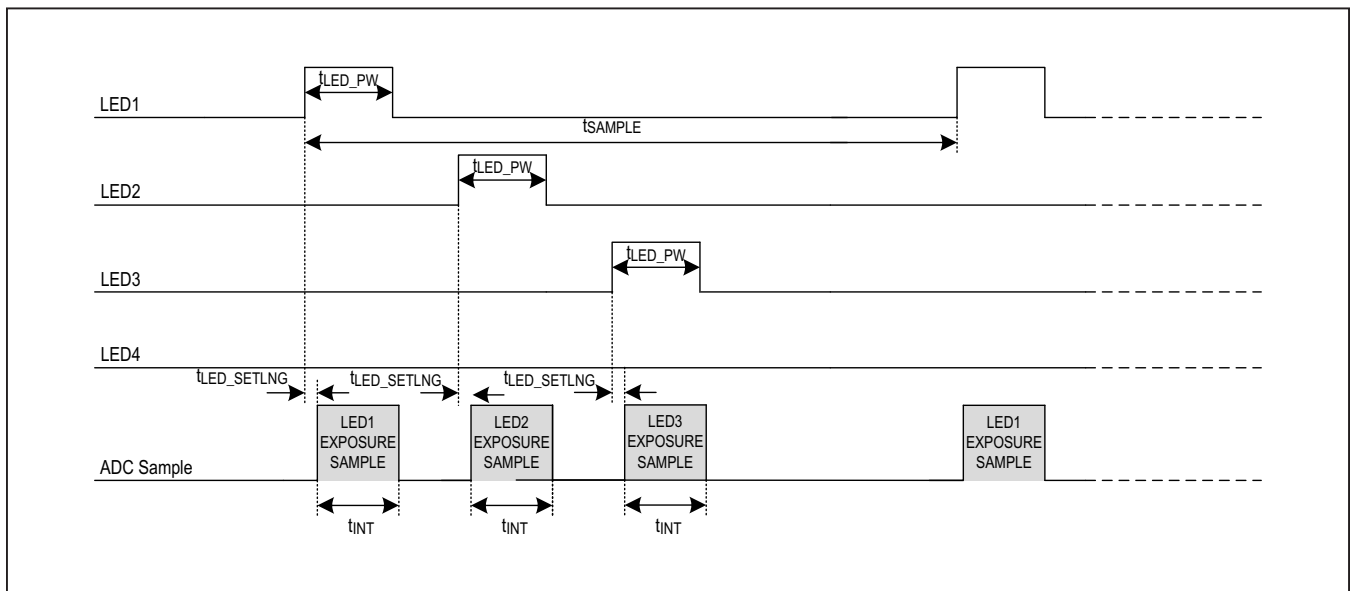 LED1
tLED_PW
tSAMPLE
LED2
tLED_PW
LED3
tLED_PW
LED4
tLED_SETLNG
tLED_SETLNG
tLED_SETLNG
ADC Sample
LED1
EXPOSURE
SAMPLE
LED2
EXPOSURE
SAMPLE
LED3
EXPOSURE
SAMPLE
LED1
EXPOSURE
SAMPLE
tINT
tINT
tINT